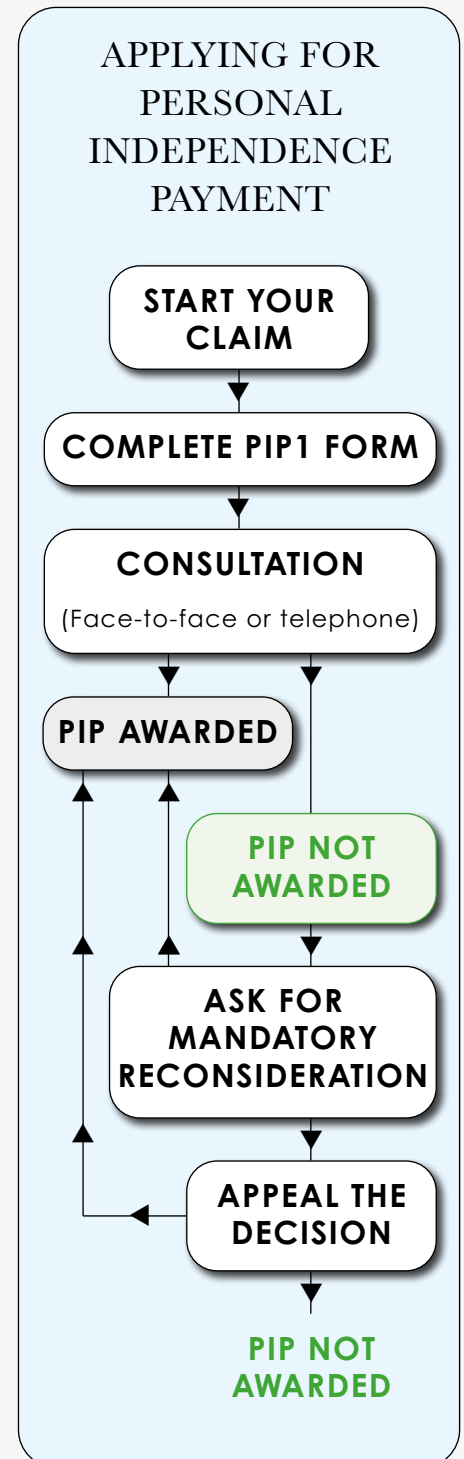 APPLYING FOR
PERSONAL
INDEPENDENCE
PAYMENT
START YOUR
CLAIM
COMPLETE PIP1 FORM
CONSULTATION
(Face-to-face or telephone)
PIP AWARDED
PIP NOT
AWARDED
ASK FOR
MANDATORY
RECONSIDERATION
APPEAL THE
DECISION
PIP NOT
AWARDED